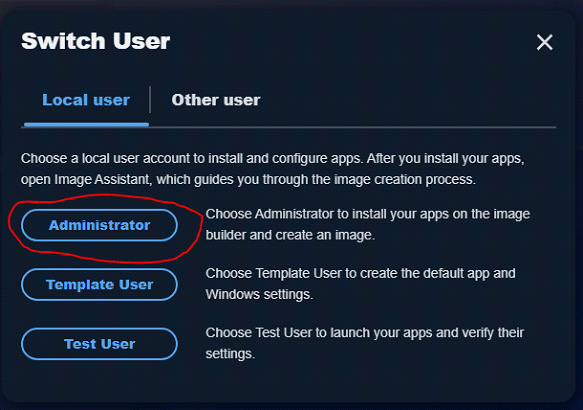 Switch User
Local user
Other user
Choose a local user account to install and configure apps. After you install your apps,
open Image Assistant, which guides you through the image creation process.
Administrator
Choose Administrator to install your apps on the image
builder and create an image.
Template User
Choose Template User to create the default app and
Windows settings.
Test User
Choose Test User to launch your apps and verify their
settings.